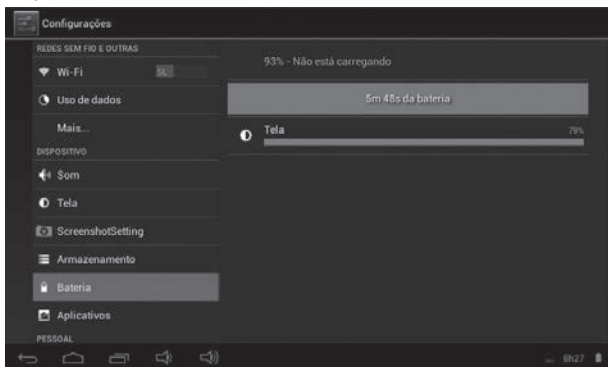 Configurações
REDES SEM FIO E OUTRAS
Wi-Fi
Uso de dados
Mais...
DISPOSITIVO
Som
Tela
ScreenshotSetting
Armazenamento
Bateria
Aplicativos
PESSOAL
93% - Não está carregando
5m 48s da bateria
Tela
79%
8h27